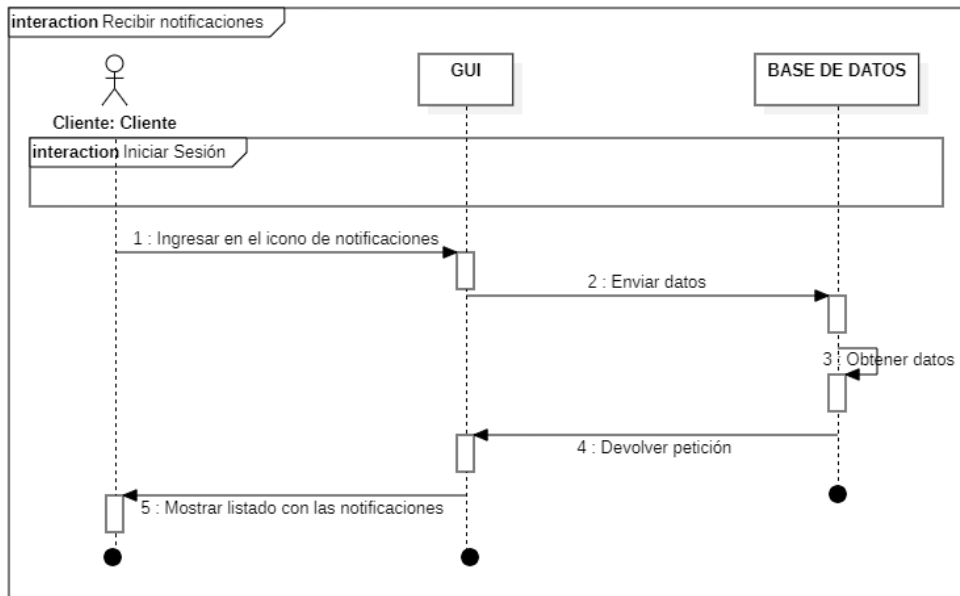 interaction Recibir notificaciones
GUI
BASE DE DATOS
Cliente: Cliente
interaction Iniciar Sesión
1 : Ingresar en el icono de notificaciones
2 : Enviar datos
3 : Obtener datos
4 : Devolver petición
5 : Mostrar listado con las notificaciones